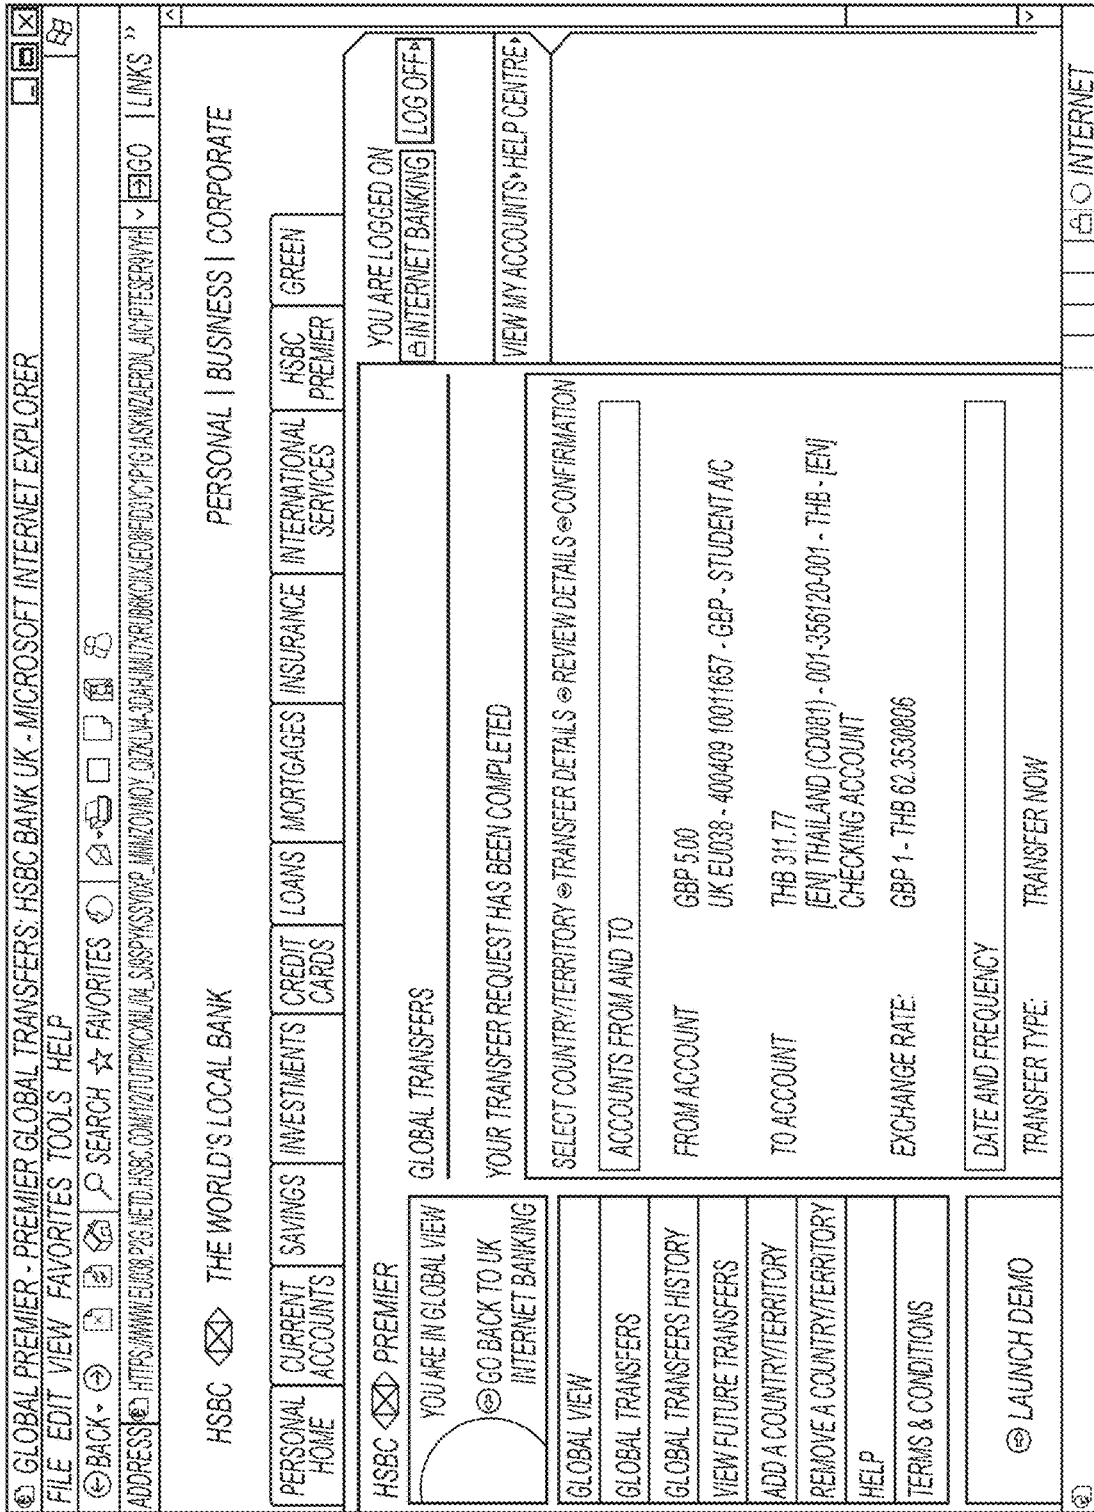 GLOBAL PREMIER - PREMIER GLOBAL TRANSFERS: HSBC BANK UK - MICROSOFT INTERNET EXPLORER
FILE EDIT VIEW FAVORITES TOOLS HELP
BACK SEARCH FAVORITES
ADDRESS GO LINKS »
HSBC THE WORLD'S LOCAL BANK
PERSONAL | BUSINESS | CORPORATE
PERSONAL HOME
CURRENT ACCOUNTS
SAVINGS
INVESTMENTS
CREDIT CARDS
LOANS
MORTGAGES
INSURANCE
INTERNATIONAL SERVICES
HSBC PREMIER
GREEN
HSBC PREMIER
YOU ARE LOGGED ON
INTERNET BANKING LOG OFF
VIEW MY ACCOUNTS HELP CENTRE
YOU ARE IN GLOBAL VIEW
GO BACK TO UK
INTERNET BANKING
GLOBAL VIEW
GLOBAL TRANSFERS
GLOBAL TRANSFERS HISTORY
VIEW FUTURE TRANSFERS
ADD A COUNTRY/TERRITORY
REMOVE A COUNTRY/TERRITORY
HELP
TERMS & CONDITIONS
LAUNCH DEMO
GLOBAL TRANSFERS
YOUR TRANSFER REQUEST HAS BEEN COMPLETED
SELECT COUNTRY/TERRITORY TRANSFER DETAILS REVIEW DETAILS CONFIRMATION
ACCOUNTS FROM AND TO
FROM ACCOUNT GBP 5.00
UK EU038 - 400409 10011657 - GBP - STUDENT A/C
TO ACCOUNT THB 311.77
[EN] THAILAND (CD081) - 001-356120-001 - THB - [EN]
CHECKING ACCOUNT
EXCHANGE RATE: GBP 1 - THB 62.3530806
DATE AND FREQUENCY
TRANSFER TYPE: TRANSFER NOW
INTERNET